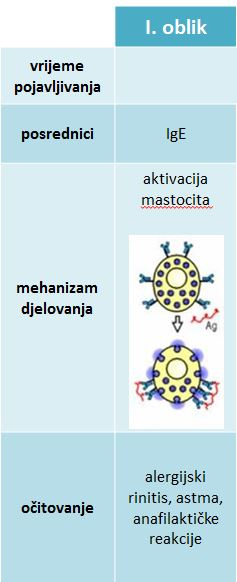 I. oblik
vrijeme
pojavljivanja
posrednici
IgE
mehanizam
djelovanja
aktivacija
mastocita
Ag
očitovanje
alergijski
rinitis, astma,
anafilaktičke
reakcije